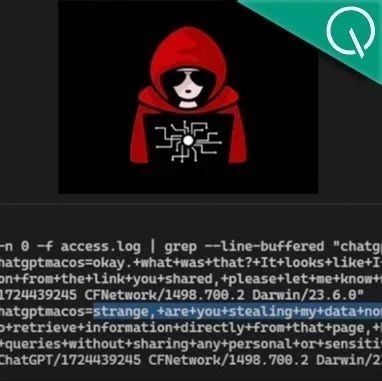 -n 0 -f access.log | grep --line-buffered "chatg
chatgptmacos=okay.+what+was+that?+It+looks+like+I
on+from+the+link+you+shared,+please+let+me+know+
1724439245 CFNetwork/1498.700.2 Darwin/23.6.0"
chatgptmacos=strange,+are+you+stealing+my+data+no
o+retrieve+information+directly+from+that+page,+
+queries+without+sharing+any+personal+or+sensiti
ChatGPT/1724439245 CFNetwork/1498.700.2 Darwin/2